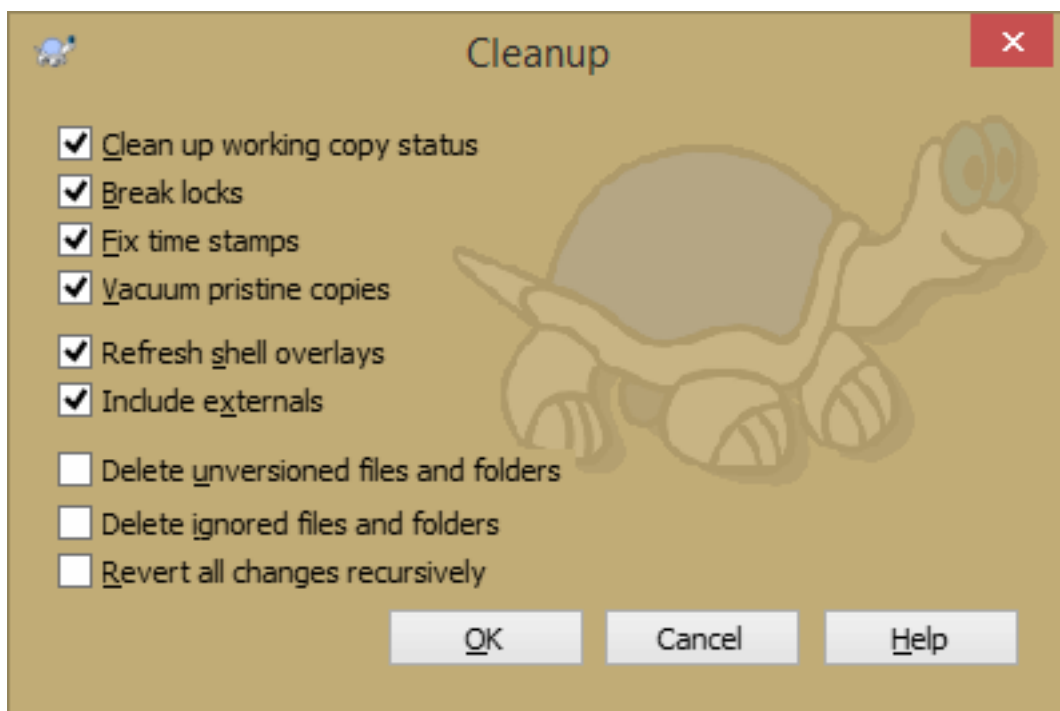 Cleanup
Clean up working copy status
Break locks
Fix time stamps
Vacuum pristine copies
Refresh shell overlays
Include externals
Delete unversioned files and folders
Delete ignored files and folders
Revert all changes recursively
OK Cancel Help